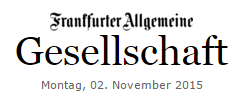 Frankfurter Allgemeine
Gesellschaft
Montag, 02. November 2015